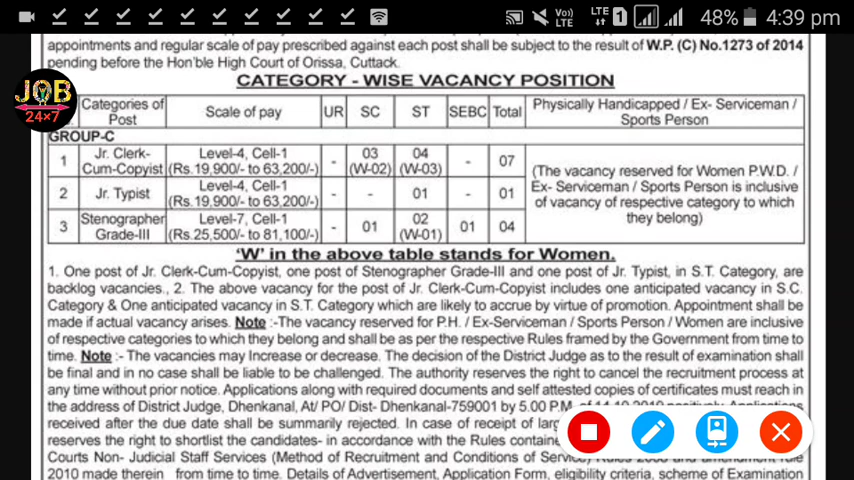 Vo))
LTE
LTE
1
48%
4:39 pm
appointments and regular scale of pay prescribed against each post shall be subject to the result of W.P. (C) No.1273 of 2014
pending before the Hon'ble High Court of Orissa, Cuttack.
CATEGORY - WISE VACANCY POSITION
JOB
24×7
Categories of Post Scale of pay UR SC ST SEBC Total Physically Handicapped / Ex- Serviceman / Sports Person
GROUP-C
1 Jr. Clerk-Cum-Copyist Level-4, Cell-1 (Rs.19,900/- to 63,200/-) - 03 (W-02) 04 (W-03) - 07
2 Jr. Typist Level-4, Cell-1 (Rs.19,900/- to 63,200/-) - - 01 - 01
3 Stenographer Grade-III Level-7, Cell-1 (Rs.25,500/- to 81,100/-) - 01 02 (W-01) 01 04
(The vacancy reserved for Women P.W.D. /
Ex- Serviceman / Sports Person is inclusive
of vacancy of respective category to which
they belong)
'W' in the above table stands for Women.
1. One post of Jr. Clerk-Cum-Copyist, one post of Stenographer Grade-III and one post of Jr. Typist, in S.T. Category, are
backlog vacancies., 2. The above vacancy for the post of Jr. Clerk-Cum-Copyist includes one anticipated vacancy in S.C.
Category & One anticipated vacancy in S.T. Category which are likely to accrue by virtue of promotion. Appointment shall be
made if actual vacancy arises. Note :-The vacancy reserved for P.H. / Ex-Serviceman / Sports Person / Women are inclusive
of respective categories to which they belong and shall be as per the respective Rules framed by the Government from time to
time. Note :- The vacancies may Increase or decrease. The decision of the District Judge as to the result of examination shall
be final and in no case shall be liable to be challenged. The authority reserves the right to cancel the recruitment process at
any time without prior notice. Applications along with required documents and self attested copies of certificates must reach in
the address of District Judge, Dhenkanal, At/ PO/ Dist- Dhenkanal-759001 by 5.00 P.M.
received after the due date shall be summarily rejected. In case of receipt of
reserves the right to shortlist the candidates- in accordance with the Rules
Courts Non- Judicial Staff Services (Method of Recruitment and Conditions of
2010 made therein from time to time. Details of Advertisement, Application Form, eligibility criteria, scheme of Examination